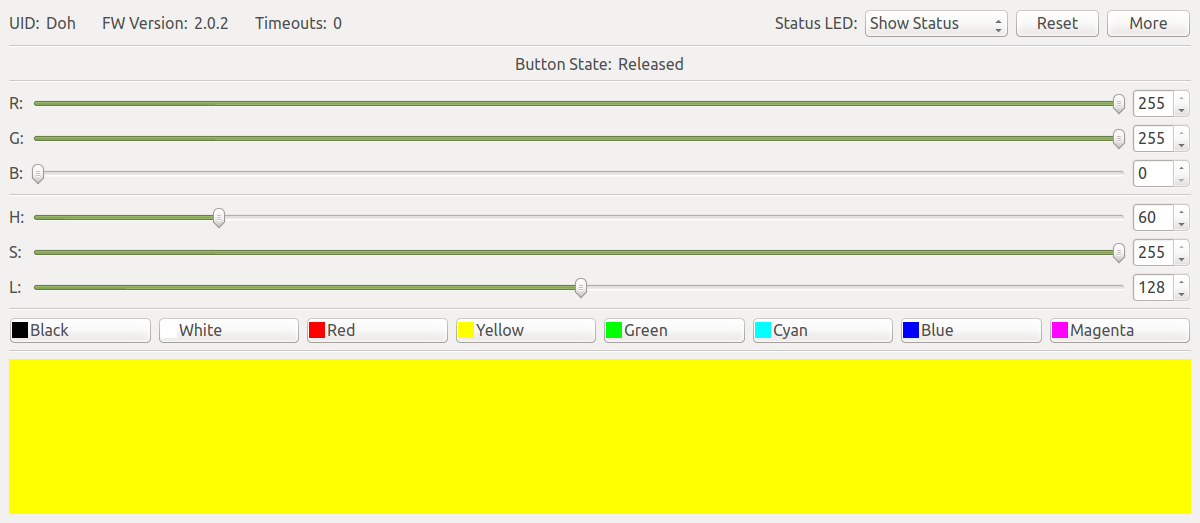 UID: Doh FW Version: 2.0.2 Timeouts: 0 Status LED: Show Status Reset More
Button State: Released
R: 255
G: 255
B: 0
H: 60
S: 255
L: 128
Black White Red Yellow Green Cyan Blue Magenta